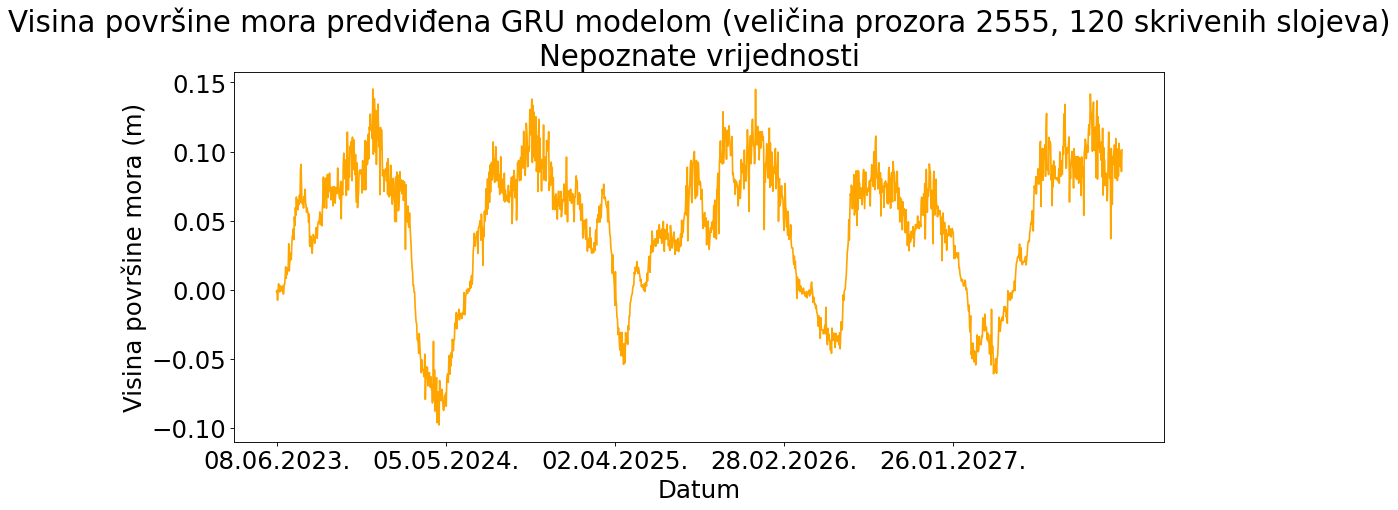 Visina površine mora predviđena GRU modelom (veličina prozora 2555, 120 skrivenih slojeva)
Nepoznate vrijednosti
Visina površine mora (m)
0.15
0.10
0.05
0.00
−0.05
−0.10
08.06.2023. 05.05.2024. 02.04.2025. 28.02.2026. 26.01.2027.
Datum